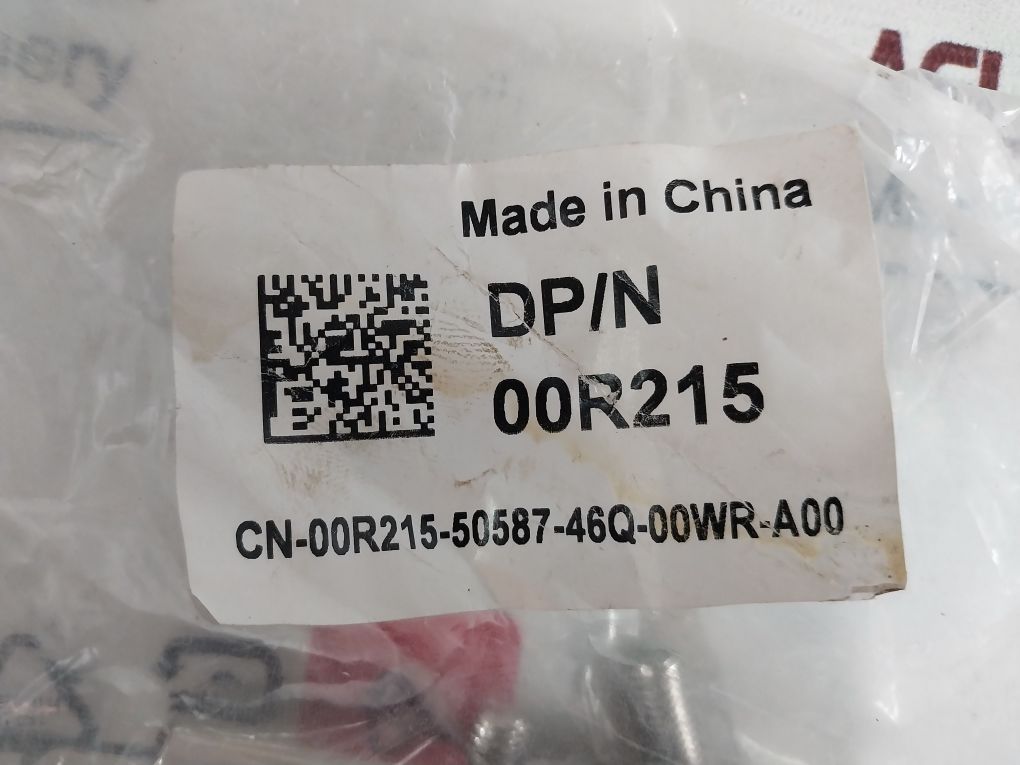 Made in China
DP/N
00R215
CN-00R215-50587-46Q-00WR-A00